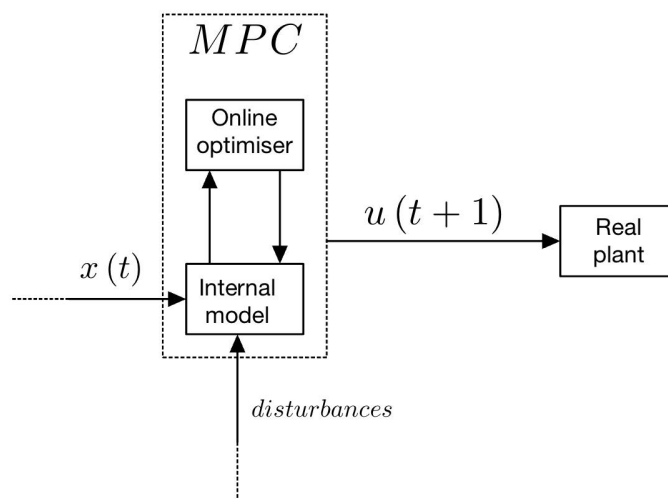 MPC
Online
optimiser
u (t + 1)
Real
plant
x (t)
Internal
model
disturbances